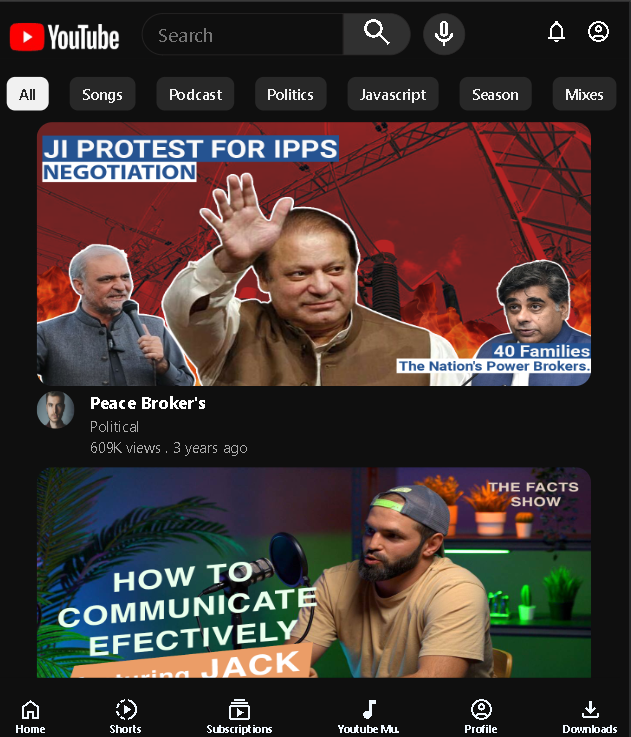 YouTube
Search
All
Songs
Podcast
Politics
Javascript
Season
Mixes
JI PROTEST FOR IPPS
NEGOTIATION
40 Families
The Nation's Power Brokers.
Peace Broker's
Political
609K views . 3 years ago
THE FACTS
SHOW
HOW TO
COMMUNICATE
EFECTIVELY
JACK
Home
Shorts
Subscriptions
Youtube Mu.
Profile
Downloads